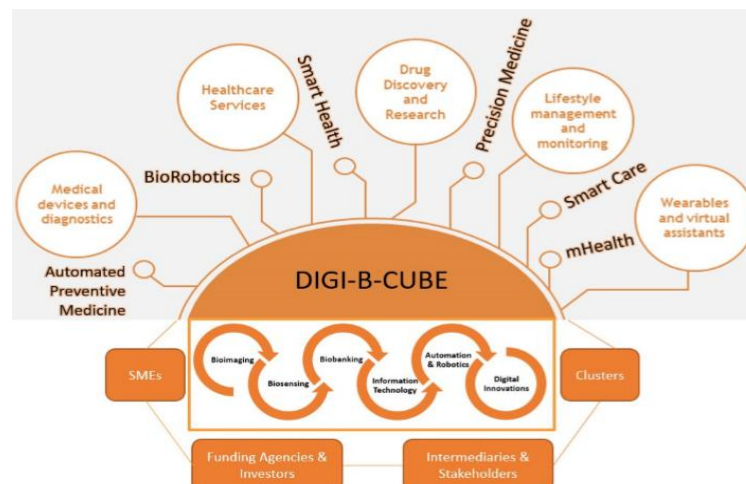 Healthcare
Services
Smart Health
Drug
Discovery
and
Research
Precision Medicine
Lifestyle
management
and
monitoring
Medical
devices and
diagnostics
BioRobotics
Smart Care
Wearables
and virtual
assistants
mHealth
Automated
Preventive
Medicine
DIGI-B-CUBE
SMEs
Bioimaging
Biosensing
Biobanking
Information
Technology
Automation
& Robotics
Digital
Innovations
Clusters
Funding Agencies &
Investors
Intermediaries &
Stakeholders